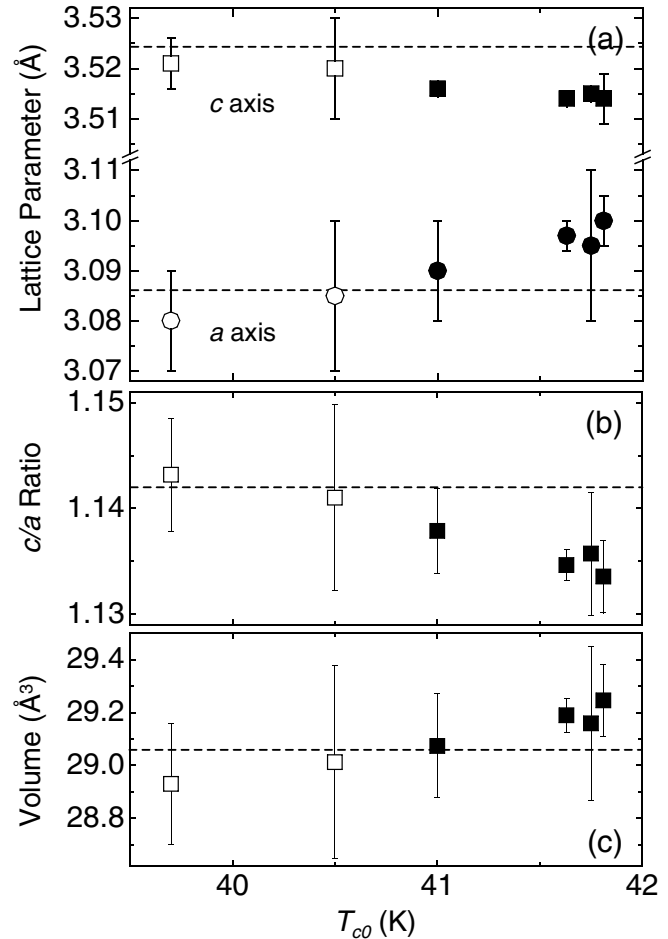 3.53
(a)
3.52
c axis
3.51
Lattice Parameter (Å)
3.11
3.10
3.09
3.08
a axis
3.07
1.15
(b)
c/a Ratio
1.14
1.13
29.4
Volume (Å³)
29.2
29.0
28.8
(c)
40
41
42
T_c0 (K)